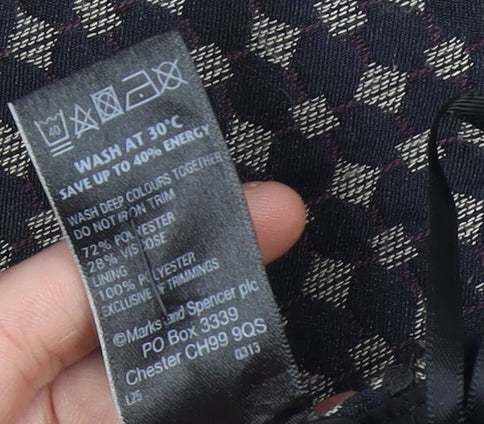 40
WASH AT 30°C
SAVE UP TO 40% ENERGY
WASH DEEP COLOURS TOGETHER
DO NOT IRON TRIM
72% POLYESTER
28% VISCOSE
LINING
100% POLYESTER
EXCLUSIVE OF TRIMMINGS
©Marks and Spencer plc
PO Box 3339
Chester CH99 9QS
0313
L25